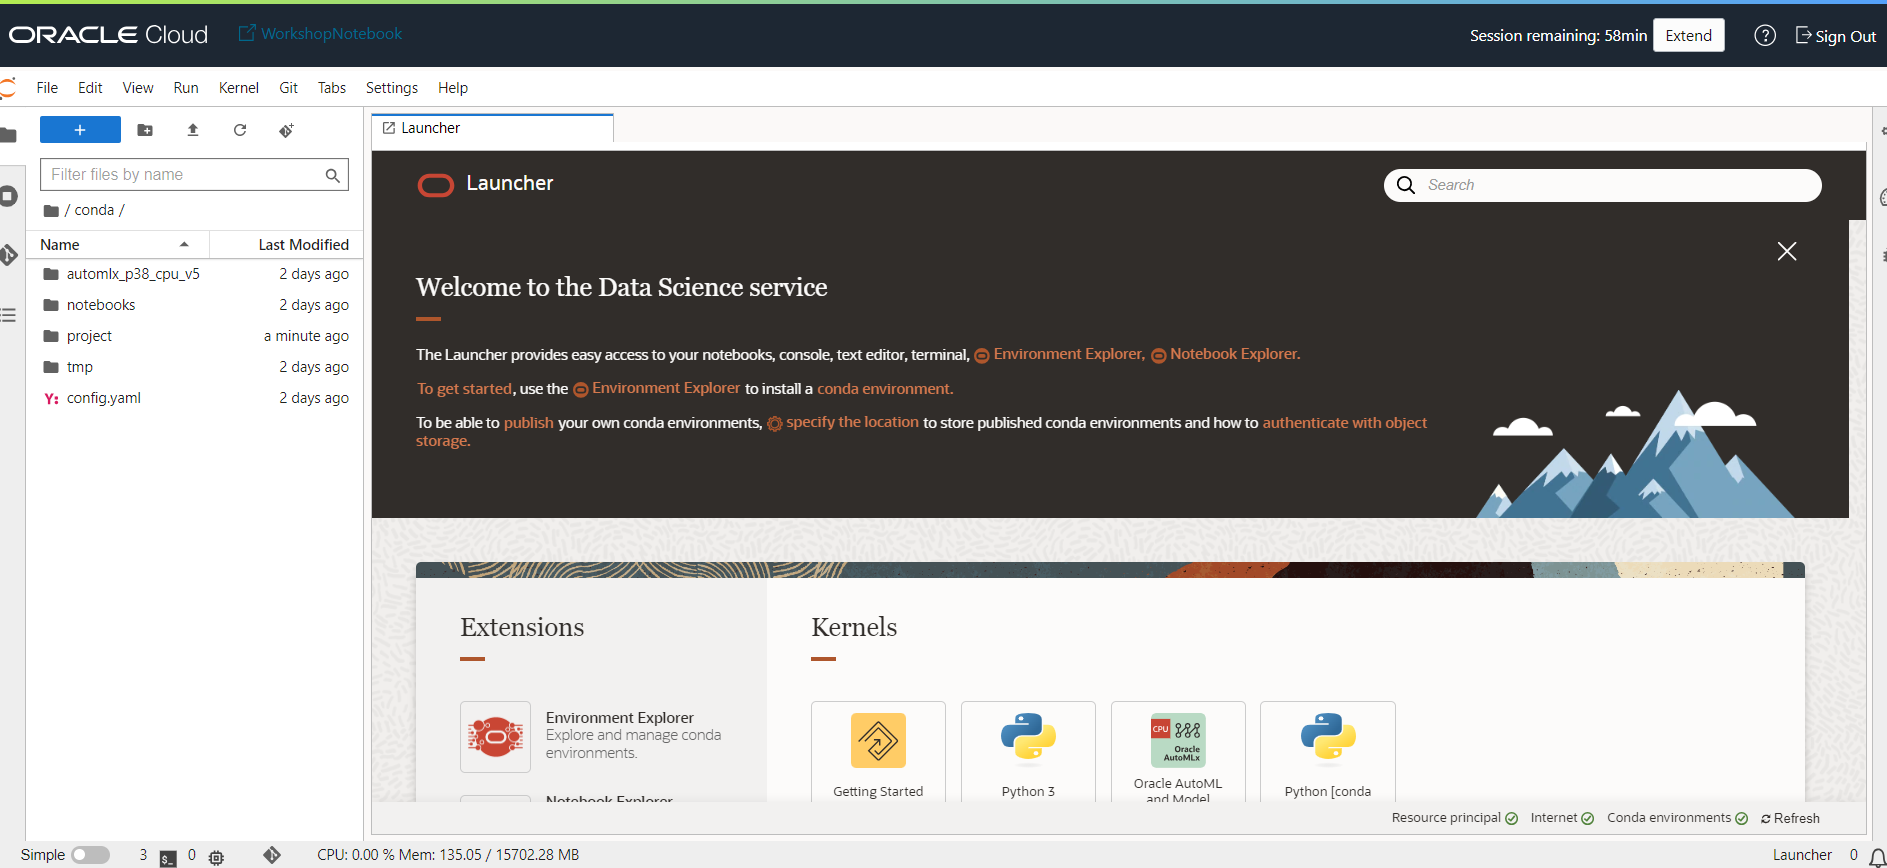 ORACLE Cloud WorkshopNotebook Session remaining: 58min Extend ? Sign Out
File Edit View Run Kernel Git Tabs Settings Help
+
Filter files by name
/ conda /
Name Last Modified
automlx_p38_cpu_v5 2 days ago
notebooks 2 days ago
project a minute ago
tmp 2 days ago
Y: config.yaml 2 days ago
Launcher
Launcher
Search
Welcome to the Data Science service
The Launcher provides easy access to your notebooks, console, text editor, terminal, Environment Explorer, Notebook Explorer.
To get started, use the Environment Explorer to install a conda environment.
To be able to publish your own conda environments, specify the location to store published conda environments and how to authenticate with object
storage.
Extensions
Environment Explorer
Explore and manage conda
environments.
Notebook Explorer
Kernels
Getting Started
Python 3
CPU
Oracle
AutoMLx
Oracle AutoML
and Model
Python [conda
Resource principal Internet Conda environments Refresh
Simple 3 $_ 0 CPU: 0.00 % Mem: 135.05 / 15702.28 MB Launcher 0